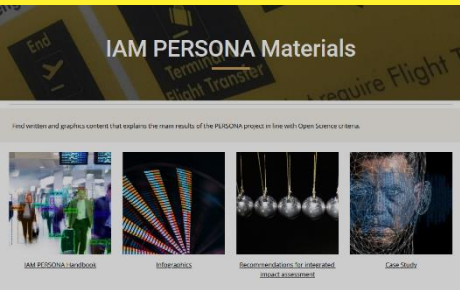 End
IAM PERSONA Materials
Terminal
Flight Transfer
require Flight T
Find written and graphics content that explains the main results of the PERSONA project in line with Open Science criteria.
IAM PERSONA Handbook
Infographics
Recommendations for integrated
impact assessment
Case Study